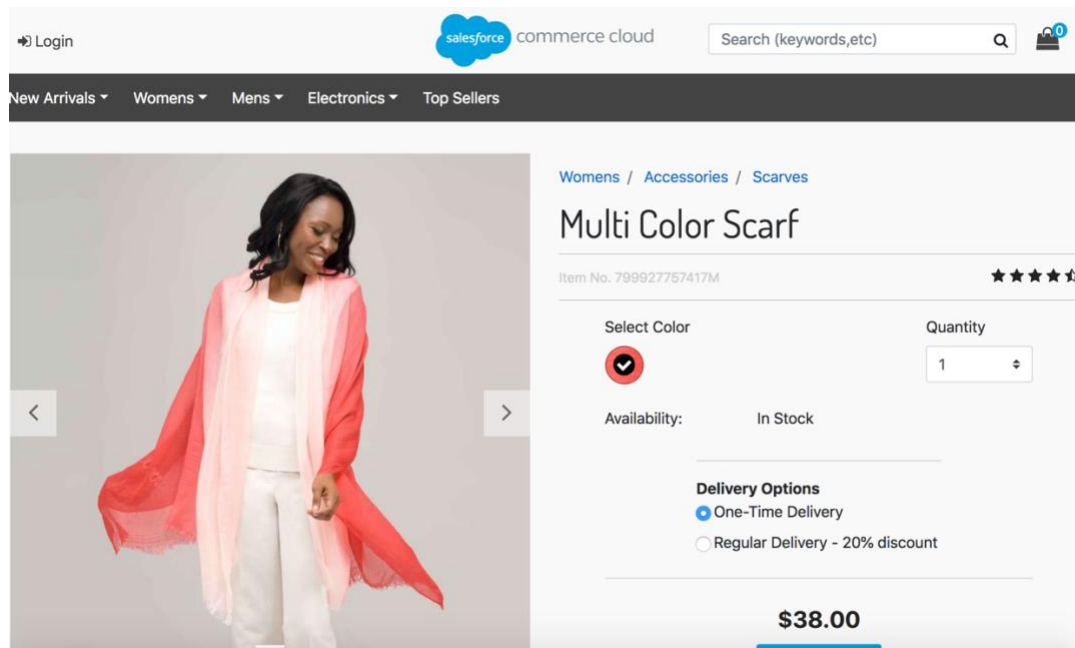 Login
salesforce commerce cloud
Search (keywords,etc)
0
New Arrivals Womens Mens Electronics Top Sellers
Womens / Accessories / Scarves
Multi Color Scarf
Item No. 799927757417M
Select Color
Quantity
1
Availability: In Stock
Delivery Options
One-Time Delivery
Regular Delivery - 20% discount
$38.00